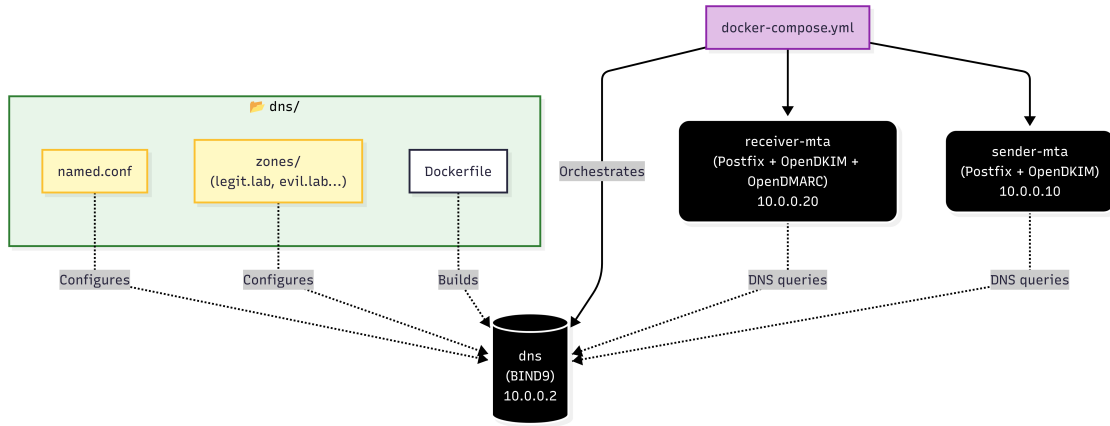 docker-compose.yml
📂 dns/
named.conf
zones/
(legit.lab, evil.lab...)
Dockerfile
Orchestrates
receiver-mta
(Postfix + OpenDKIM +
OpenDMARC)
10.0.0.20
sender-mta
(Postfix + OpenDKIM)
10.0.0.10
Configures
Configures
Builds
DNS queries
DNS queries
dns
(BIND9)
10.0.0.2